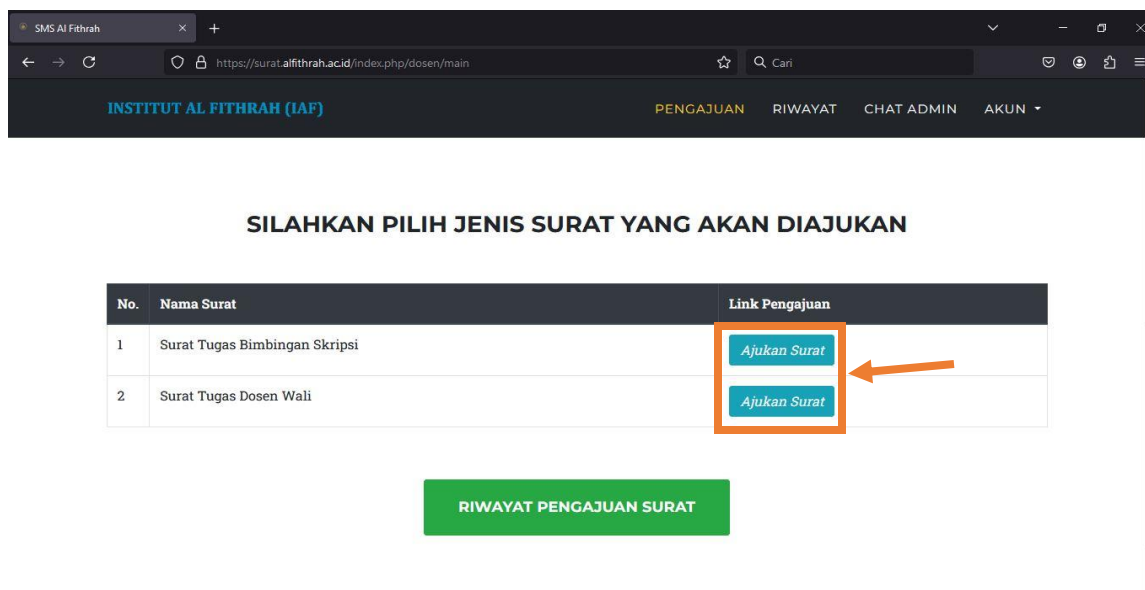 SMS Al Fithrah
https://surat.alfithrah.ac.id/index.php/dosen/main
Cari
INSTITUT AL FITHRAH (IAF)
PENGAJUAN RIWAYAT CHAT ADMIN AKUN
SILAHKAN PILIH JENIS SURAT YANG AKAN DIAJUKAN
No. Nama Surat Link Pengajuan
1 Surat Tugas Bimbingan Skripsi Ajukan Surat
2 Surat Tugas Dosen Wali Ajukan Surat
RIWAYAT PENGAJUAN SURAT